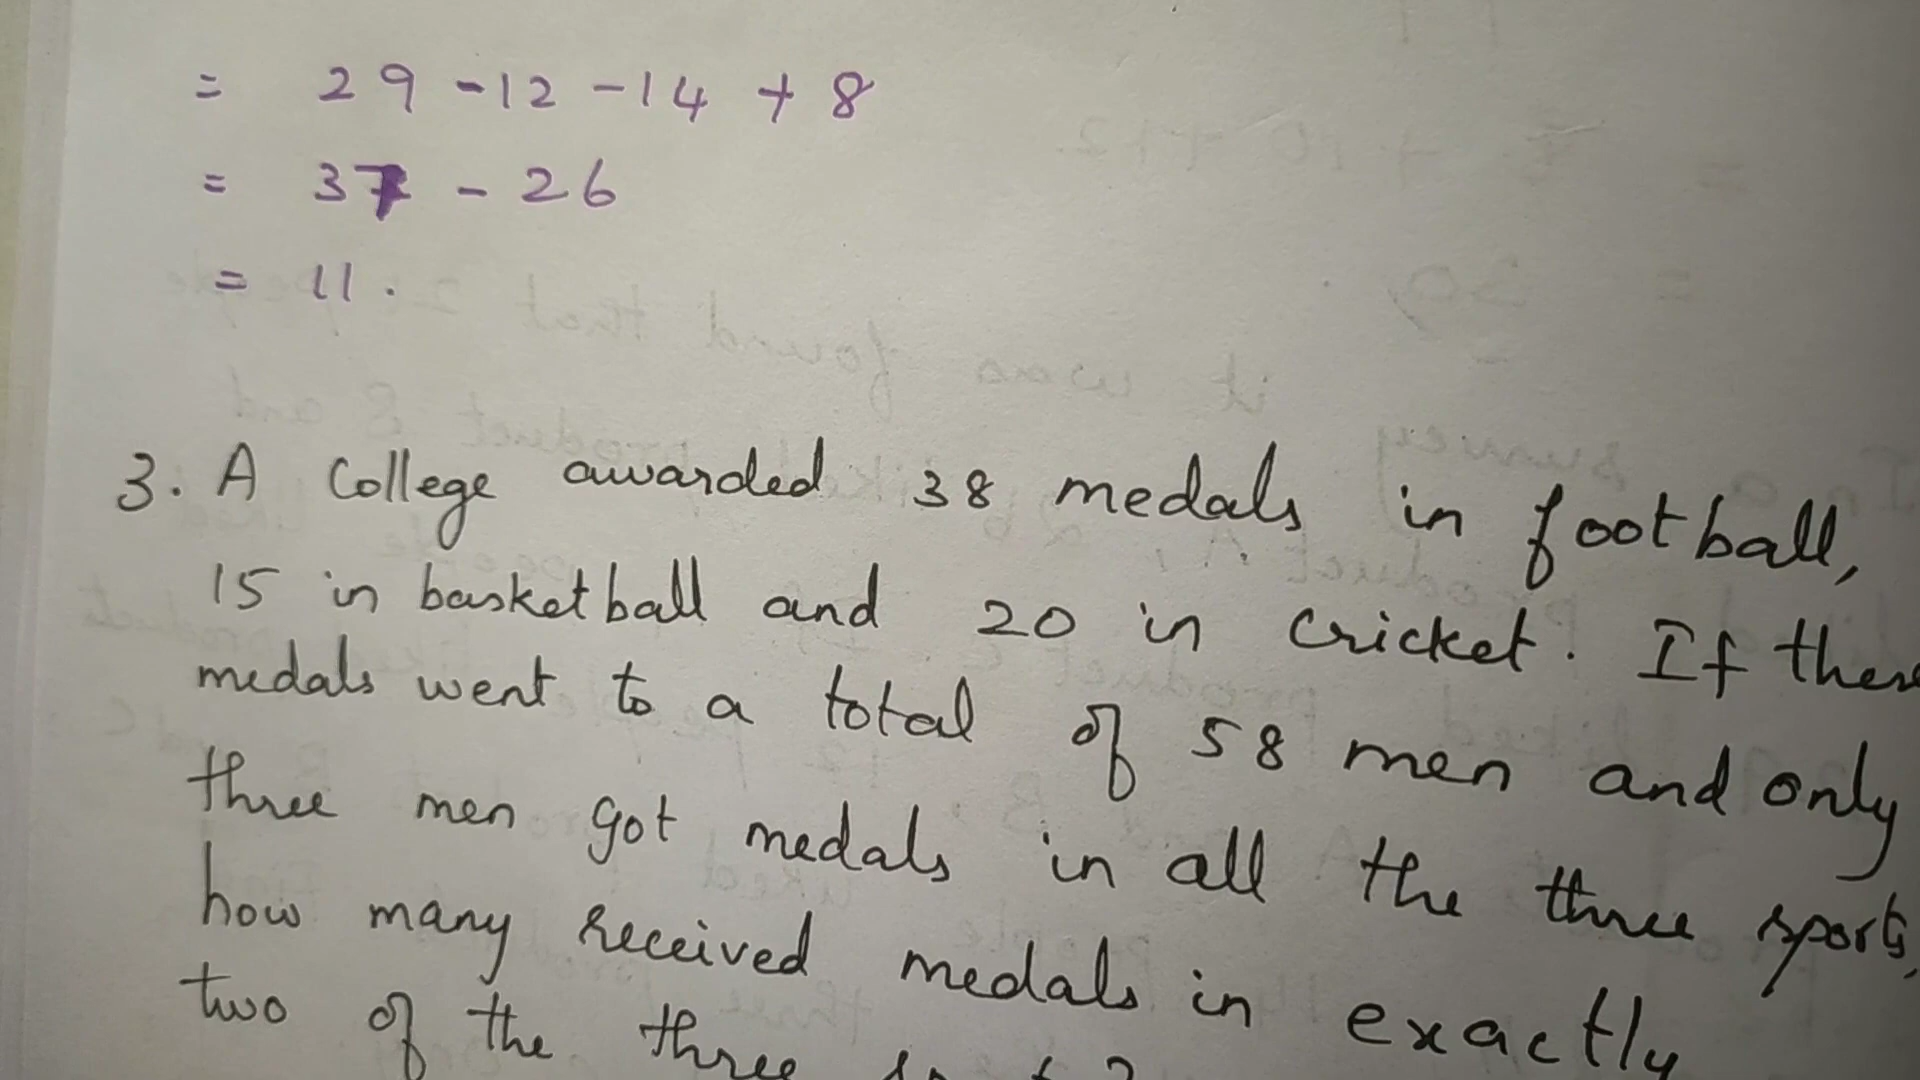 = 29 - 12 - 14 + 8
= 37 - 26
= 11.
3. A College awarded 38 medals in football,
15 in basketball and 20 in cricket. If these
medals went to a total of 58 men and only
three men got medals in all the three sports,
how many received medals in exactly
two of the three